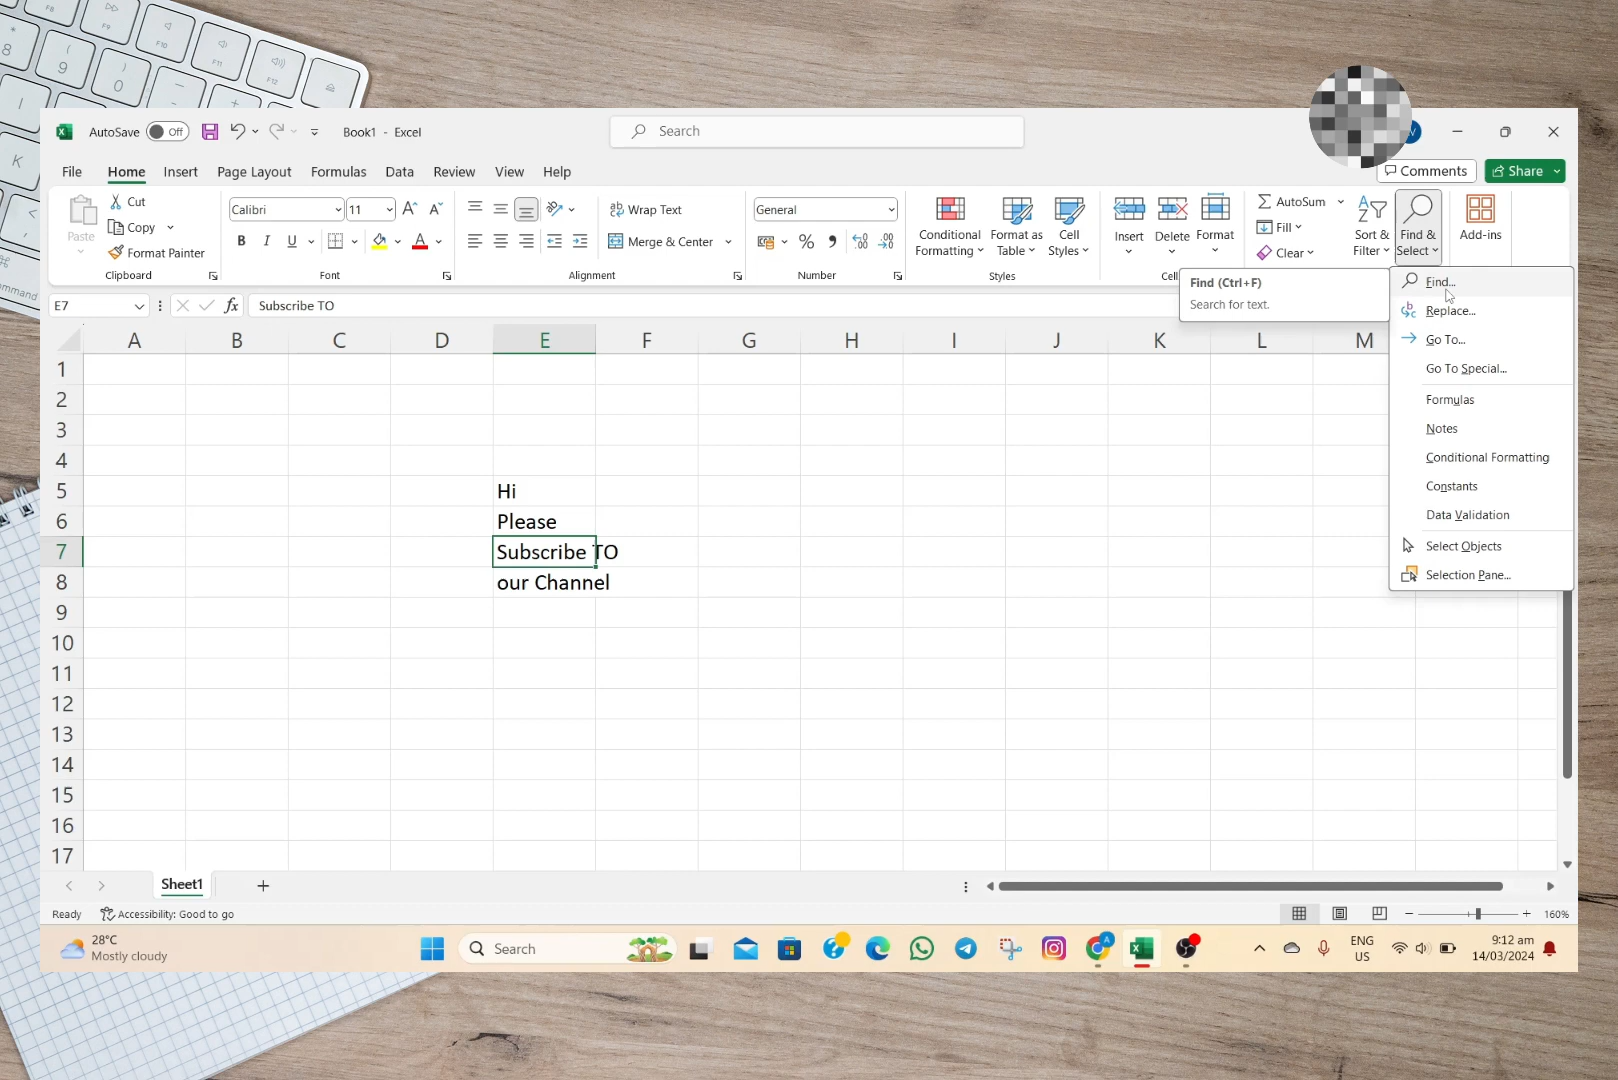 AutoSave Off Book1 - Excel Search
File Home Insert Page Layout Formulas Data Review View Help Comments Share
Paste Cut
Copy
Format Painter
Clipboard
Calibri 11
B I U A
Font
Wrap Text
Merge & Center
Alignment
General
%
Number
Conditional Formatting
Format as Table
Cell Styles
Styles
Insert Delete Format
Cell
AutoSum
Fill
Clear
Sort & Filter
Find & Select
Add-ins
E7 fx Subscribe TO
Find (Ctrl+F)
Search for text.
Find...
Replace...
Go To...
Go To Special...
Formulas
Notes
Conditional Formatting
Constants
Data Validation
Select Objects
Selection Pane...
A B C D E F G H I J K L M
1
2
3
4
5 Hi
6 Please
7 Subscribe TO
8 our Channel
9
10
11
12
13
14
15
16
17
Sheet1
Ready Accessibility: Good to go 160%
28°C
Mostly cloudy
Search
ENG
US
9:12 am
14/03/2024